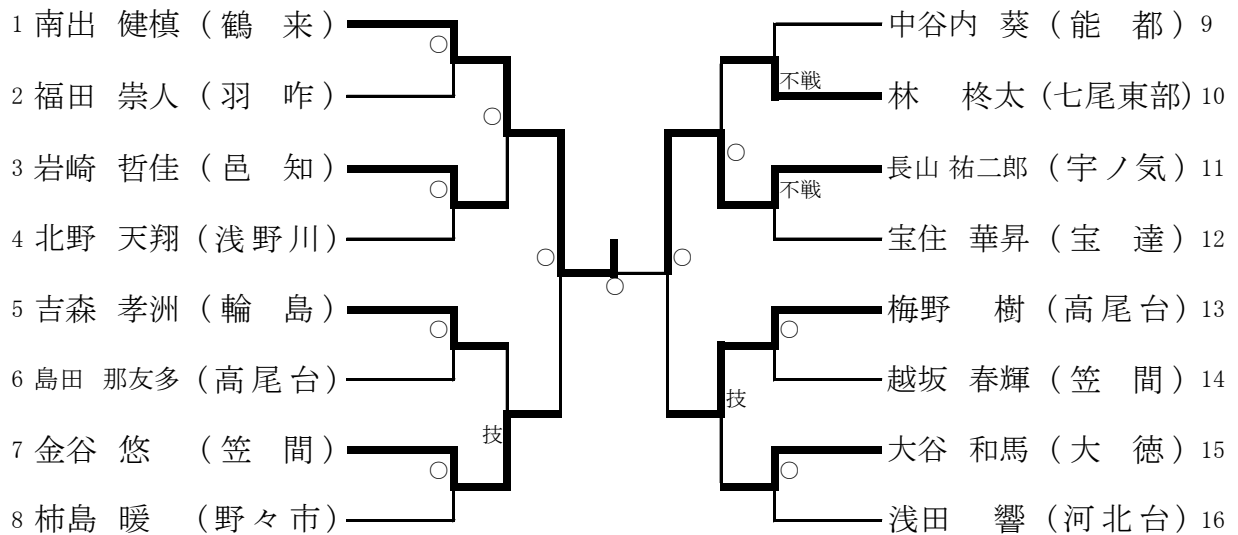 1 南出 健槙 (鶴 来)
○
2 福田 崇人 (羽 咋)
○
3 岩崎 哲佳 (邑 知)
○
4 北野 天翔 (浅野川)
○
5 吉森 孝洲 (輪 島)
○
6 島田 那友多 (高尾台)
技
7 金谷 悠 (笠 間)
○
8 柿島 暖 (野々市)
○
中谷内 葵 (能 都) 9
不戦
林 柊太 (七尾東部) 10
○
長山 祐二郎 (宇ノ気) 11
不戦
宝住 華昇 (宝 達) 12
○
梅野 樹 (高尾台) 13
○
越坂 春輝 (笠 間) 14
技
大谷 和馬 (大 徳) 15
○
浅田 響 (河北台) 16